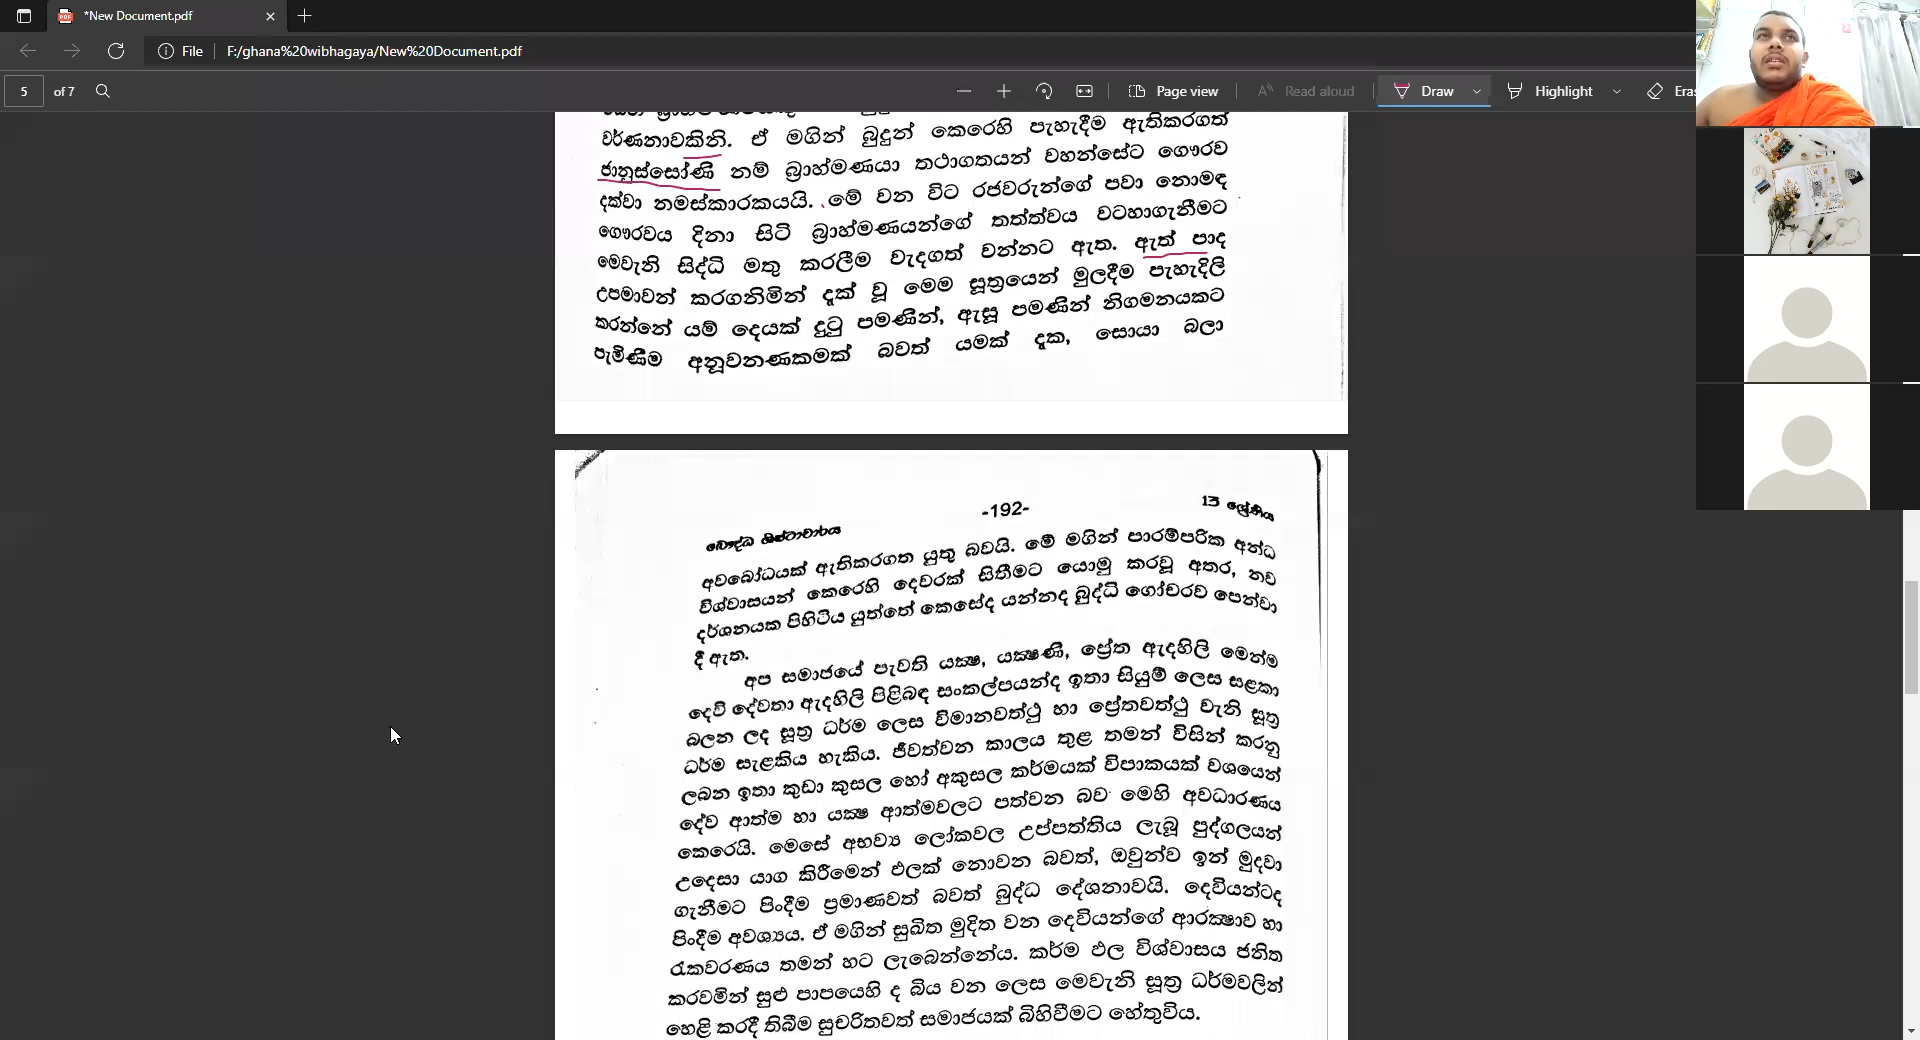 *New Document.pdf
File
F:/ghana%20wibhagaya/New%20Document.pdf
5 of 7
Page view
Read aloud
Draw
Highlight
වර්ණනාවකිනි. ඒ මගින් බුදුන් කෙරෙහි පැහැදීම ඇතිකරගත්
ජානුස්සෝණි නම් බ්‍රාහ්මණයා තථාගතයන් වහන්සේට ගෞරව
දක්වා නමස්කාරකයයි. මේ වන විට රජවරුන්ගේ පවා නොමඳ
ගෞරවය දිනා සිටි බ්‍රාහ්මණයන්ගේ තත්ත්වය වටහාගැනීමට
මෙවැනි සිද්ධි මතු කරලීම වැදගත් වන්නට ඇත. ඇත් පාද
උපමාවන් කරගනිමින් දැක් වූ මෙම සූත්‍රයෙන් මුලදීම පැහැදිලි
කරන්නේ යම් දෙයක් දුටු පමණින්, ඇසූ පමණින් නිගමනයකට
පැමිණීම අනුවනණකමක් බවත් යමක් දැක, සොයා බලා
-192-
13 ශ්‍රේණිය
බෞද්ධ ශිෂ්ටාචාරය
අවබෝධයක් ඇතිකරගත යුතු බවයි. මේ මගින් පාරම්පරික අන්ධ
විශ්වාසයන් කෙරෙහි දෙවරක් සිතීමට යොමු කරවූ අතර, නව
දර්ශනයක පිහිටිය යුත්තේ කෙසේද යන්නද බුද්ධි ගෝචරව පෙන්වා
දී ඇත.
අප සමාජයේ පැවති යක්‍ෂ, යක්‍ෂණී, ප්‍රේත ඇදහිලි මෙන්ම
දෙවි දේවතා ඇදහිලි පිළිබඳ සංකල්පයන්ද ඉතා සියුම් ලෙස සළකා
බලන ලද සූත්‍ර ධර්ම ලෙස විමානවත්ථු හා ප්‍රේතවත්ථු වැනි සූත්‍ර
ධර්ම සැළකිය හැකිය. ජීවත්වන කාලය තුළ තමන් විසින් කරනු
ලබන ඉතා කුඩා කුසල හෝ අකුසල කර්මයක් විපාකයක් වශයෙන්
දේව ආත්ම හා යක්‍ෂ ආත්මවලට පත්වන බව මෙහි අවධාරණය
කෙරෙයි. මෙසේ අභව්‍ය ලෝකවල උප්පත්තිය ලැබූ පුද්ගලයන්
උදෙසා යාග කිරීමෙන් ඵලක් නොවන බවත්, ඔවුන්ව ඉන් මුදවා
ගැනීමට පිංදීම ප්‍රමාණවත් බවත් බුද්ධ දේශනාවයි. දෙවියන්ටද
පිංදීම අවශ්‍යය. ඒ මගින් සුඛිත මුදිත වන දෙවියන්ගේ ආරක්‍ෂාව හා
රැකවරණය තමන් හට ලැබෙන්නේය. කර්ම ඵල විශ්වාසය ජනිත
කරවමින් සුළු පාපයෙහි ද බිය වන ලෙස මෙවැනි සූත්‍ර ධර්මවලින්
හෙළි කරදී තිබීම සුචරිතවත් සමාජයක් බිහිවීමට හේතුවිය.